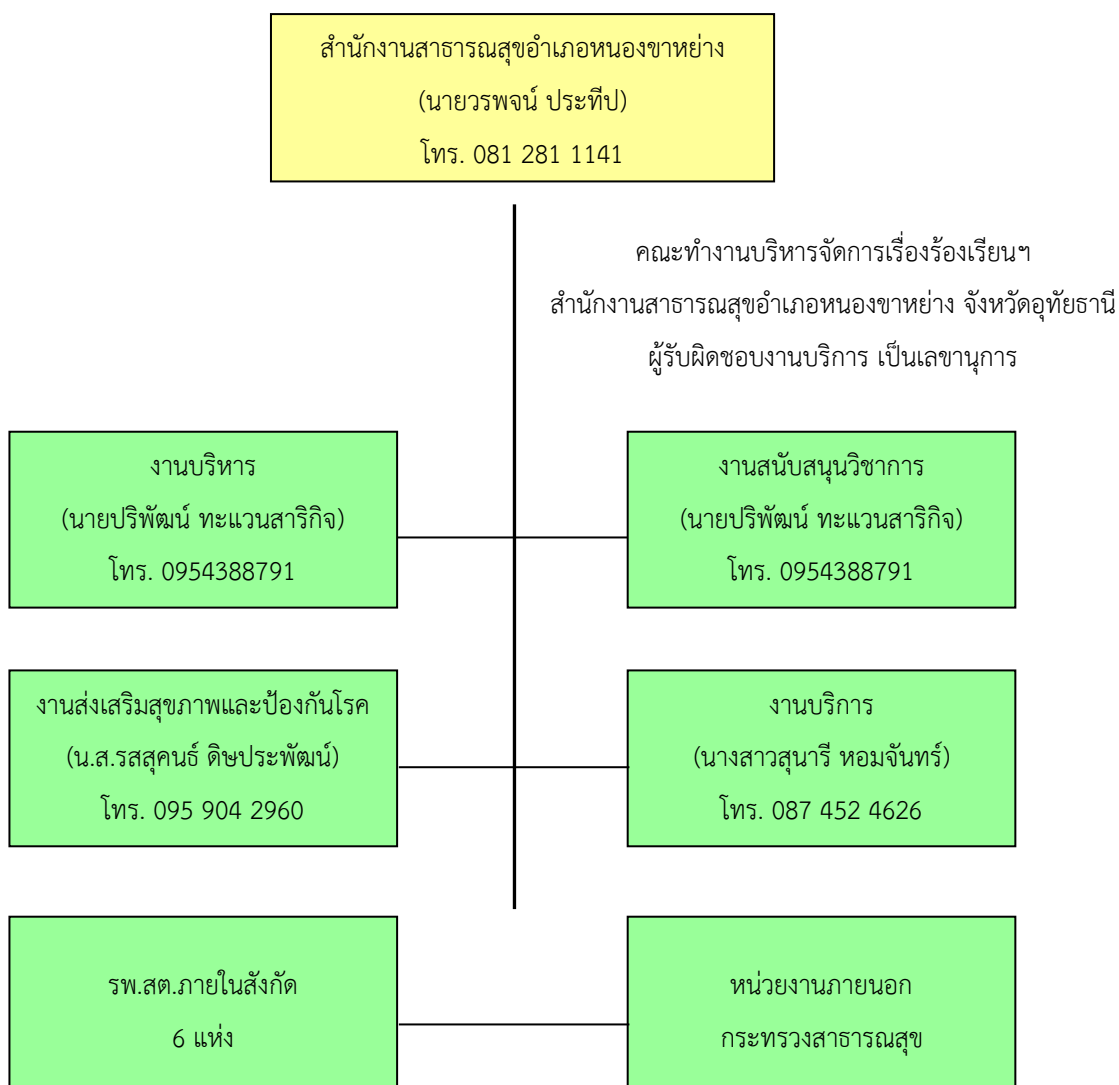 สำนักงานสาธารณสุขอำเภอหนองขาหย่าง
(นายวรพจน์ ประทีป)
โทร. 081 281 1141
คณะทำงานบริหารจัดการเรื่องร้องเรียนฯ
สำนักงานสาธารณสุขอำเภอหนองขาหย่าง จังหวัดอุทัยธานี
ผู้รับผิดชอบงานบริการ เป็นเลขานุการ
งานบริหาร
(นายปริพัฒน์ ทะแวนสาริกิจ)
โทร. 0954388791
งานสนับสนุนวิชาการ
(นายปริพัฒน์ ทะแวนสาริกิจ)
โทร. 0954388791
งานส่งเสริมสุขภาพและป้องกันโรค
(น.ส.รสสุคนธ์ ดิษประพัฒน์)
โทร. 095 904 2960
งานบริการ
(นางสาวสุนารี หอมจันทร์)
โทร. 087 452 4626
รพ.สต.ภายในสังกัด
6 แห่ง
หน่วยงานภายนอก
กระทรวงสาธารณสุข